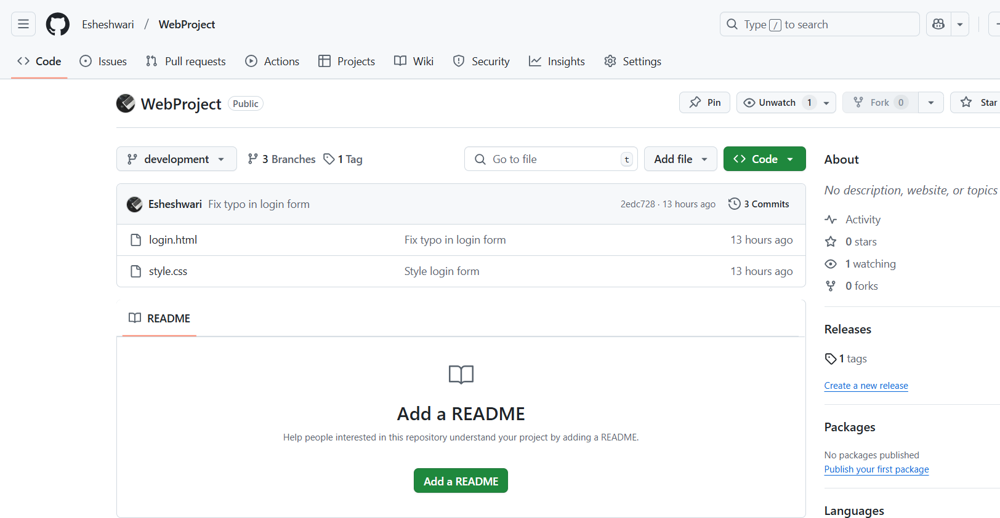 Esheshwari / WebProject
Type / to search
Code Issues Pull requests Actions Projects Wiki Security Insights Settings
WebProject Public
Pin Unwatch 1 Fork 0 Star
development 3 Branches 1 Tag Go to file t Add file Code
Esheshwari Fix typo in login form 2edc728 · 13 hours ago 3 Commits
login.html Fix typo in login form 13 hours ago
style.css Style login form 13 hours ago
README
Add a README
Help people interested in this repository understand your project by adding a README.
Add a README
About
No description, website, or topics
Activity
0 stars
1 watching
0 forks
Releases
1 tags
Create a new release
Packages
No packages published
Publish your first package
Languages